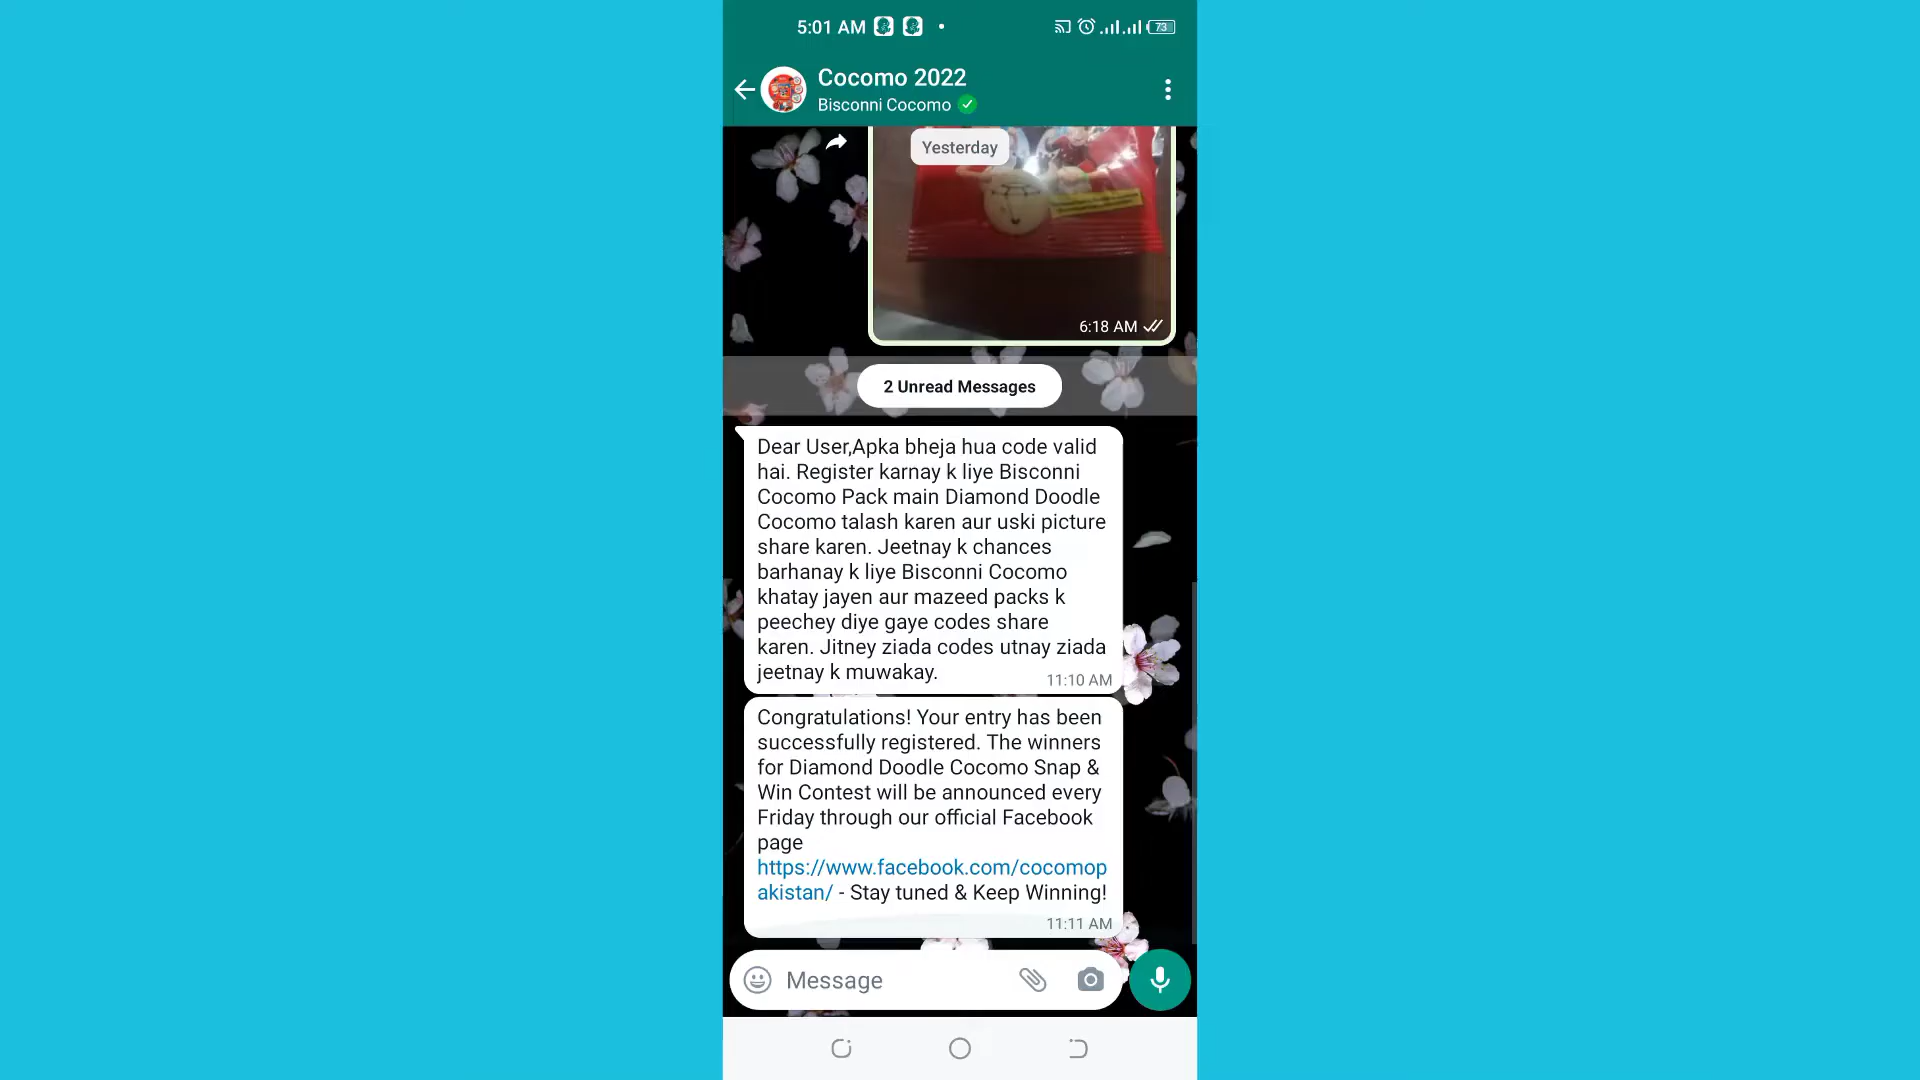 5:01 AM
73
Cocomo 2022
Bisconni Cocomo
Yesterday
6:18 AM
2 Unread Messages
Dear User,Apka bheja hua code valid
hai. Register karnay k liye Bisconni
Cocomo Pack main Diamond Doodle
Cocomo talash karen aur uski picture
share karen. Jeetnay k chances
barhanay k liye Bisconni Cocomo
khatay jayen aur mazeed packs k
peechey diye gaye codes share
karen. Jitney ziada codes utnay ziada
jeetnay k muwakay.
11:10 AM
Congratulations! Your entry has been
successfully registered. The winners
for Diamond Doodle Cocomo Snap &
Win Contest will be announced every
Friday through our official Facebook
page
https://www.facebook.com/cocomop
akistan/ - Stay tuned & Keep Winning!
11:11 AM
Message